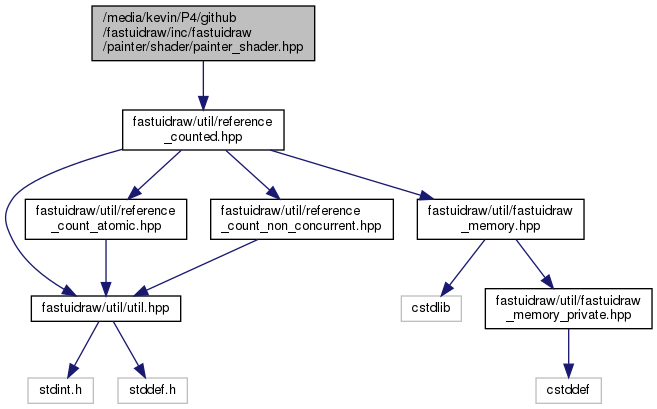 /media/kevin/P4/github
/fastuidraw/inc/fastuidraw
/painter/shader/painter_shader.hpp
fastuidraw/util/reference
_counted.hpp
fastuidraw/util/reference
_count_atomic.hpp
fastuidraw/util/reference
_count_non_concurrent.hpp
fastuidraw/util/fastuidraw
_memory.hpp
fastuidraw/util/util.hpp
cstdlib
fastuidraw/util/fastuidraw
_memory_private.hpp
stdint.h
stddef.h
cstddef